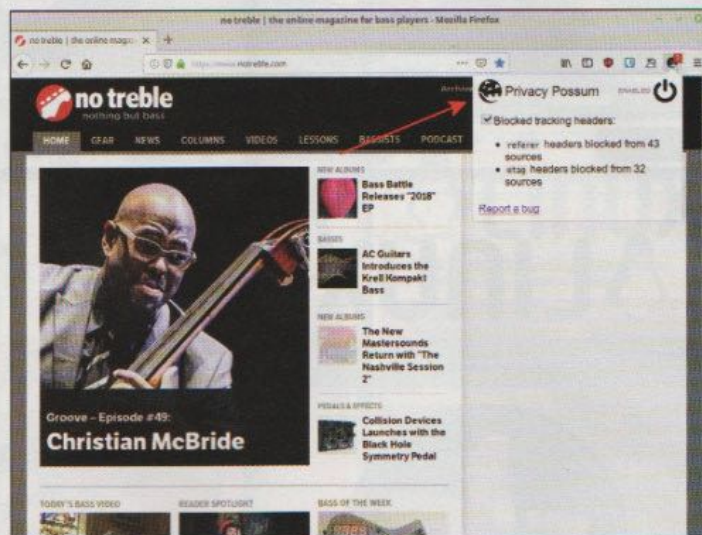 no treble | the online magazine for bass players - Mozilla Firefox
no treble | the online magaz
https://www.notreble.com
no treble
nothing but bass
Archive
HOME GEAR NEWS COLUMNS VIDEOS LESSONS BASSISTS PODCAST
Privacy Possum ENABLED
Blocked tracking headers:
referer headers blocked from 43
sources
etag headers blocked from 32
sources
Report a bug
NEW ALBUMS
Bass Battle
Releases "2018"
EP
BASSES
AC Guitars
Introduces the
Krell Kompakt
Bass
NEW ALBUMS
The New
Mastersounds
Return with "The
Nashville Session
2"
PEDALS & EFFECTS
Collision Devices
Launches with the
Black Hole
Symmetry Pedal
Groove – Episode #49:
Christian McBride
TODAY'S BASS VIDEO
READER SPOTLIGHT
BASS OF THE WEEK